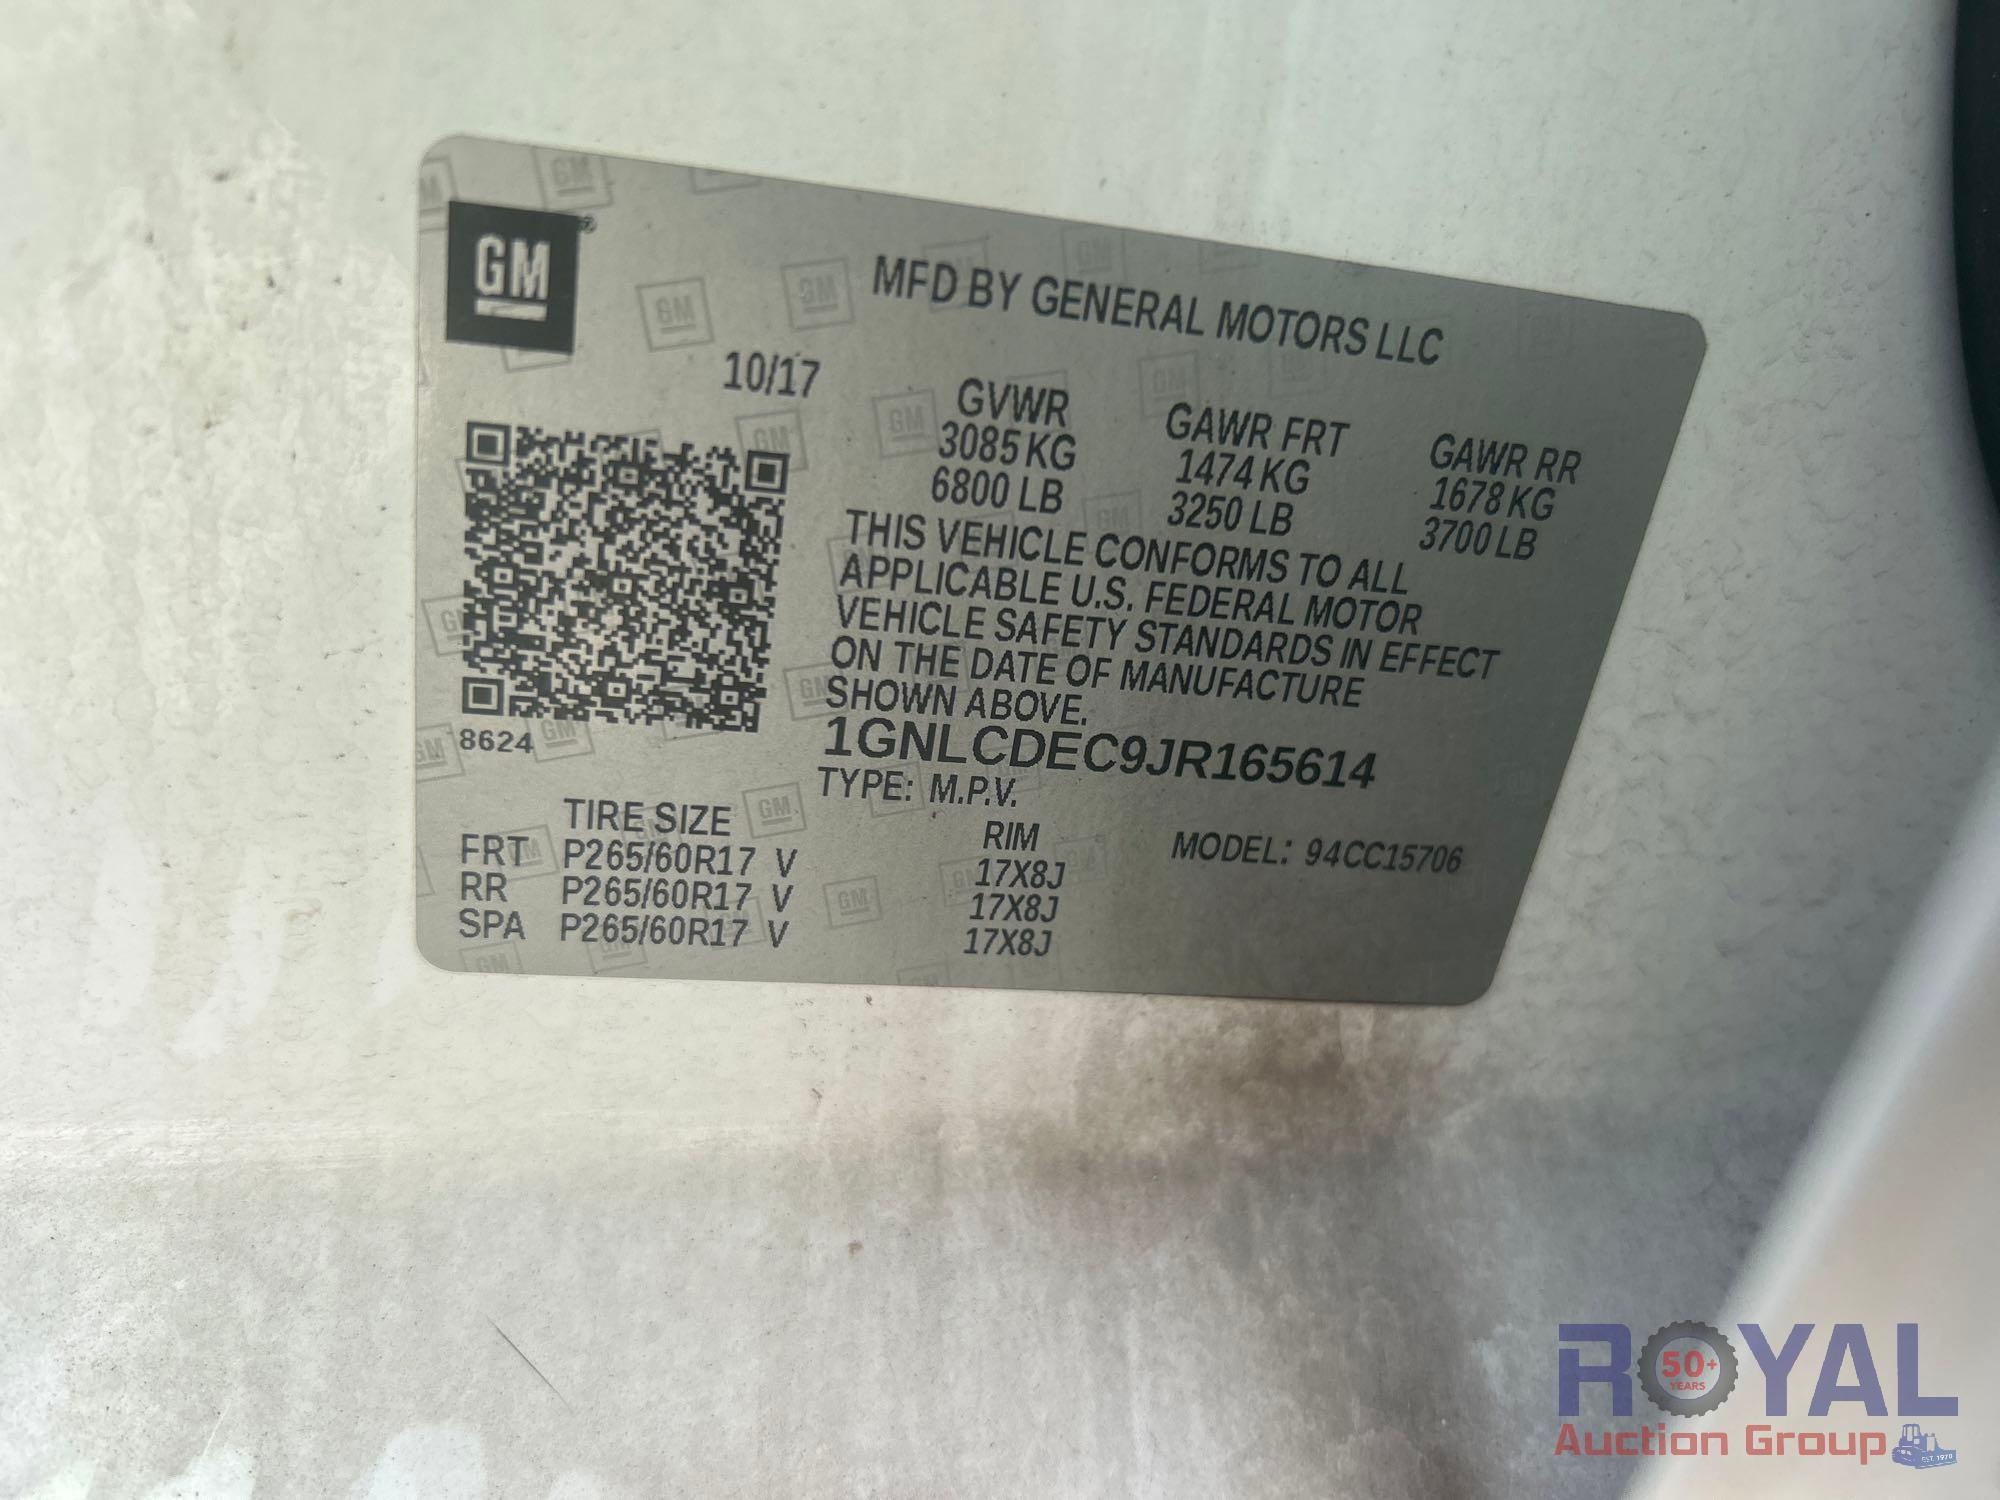 GM
MFD BY GENERAL MOTORS LLC
10/17
GVWR GAWR FRT GAWR RR
3085 KG 1474 KG 1678 KG
6800 LB 3250 LB 3700 LB
THIS VEHICLE CONFORMS TO ALL
APPLICABLE U.S. FEDERAL MOTOR
VEHICLE SAFETY STANDARDS IN EFFECT
ON THE DATE OF MANUFACTURE
SHOWN ABOVE.
8624
1GNLCDEC9JR165614
TYPE: M.P.V.
TIRE SIZE RIM MODEL: 94CC15706
FRT P265/60R17 V 17X8J
RR P265/60R17 V 17X8J
SPA P265/60R17 V 17X8J
ROYAL
50+
YEARS
Auction Group
EST. 1970